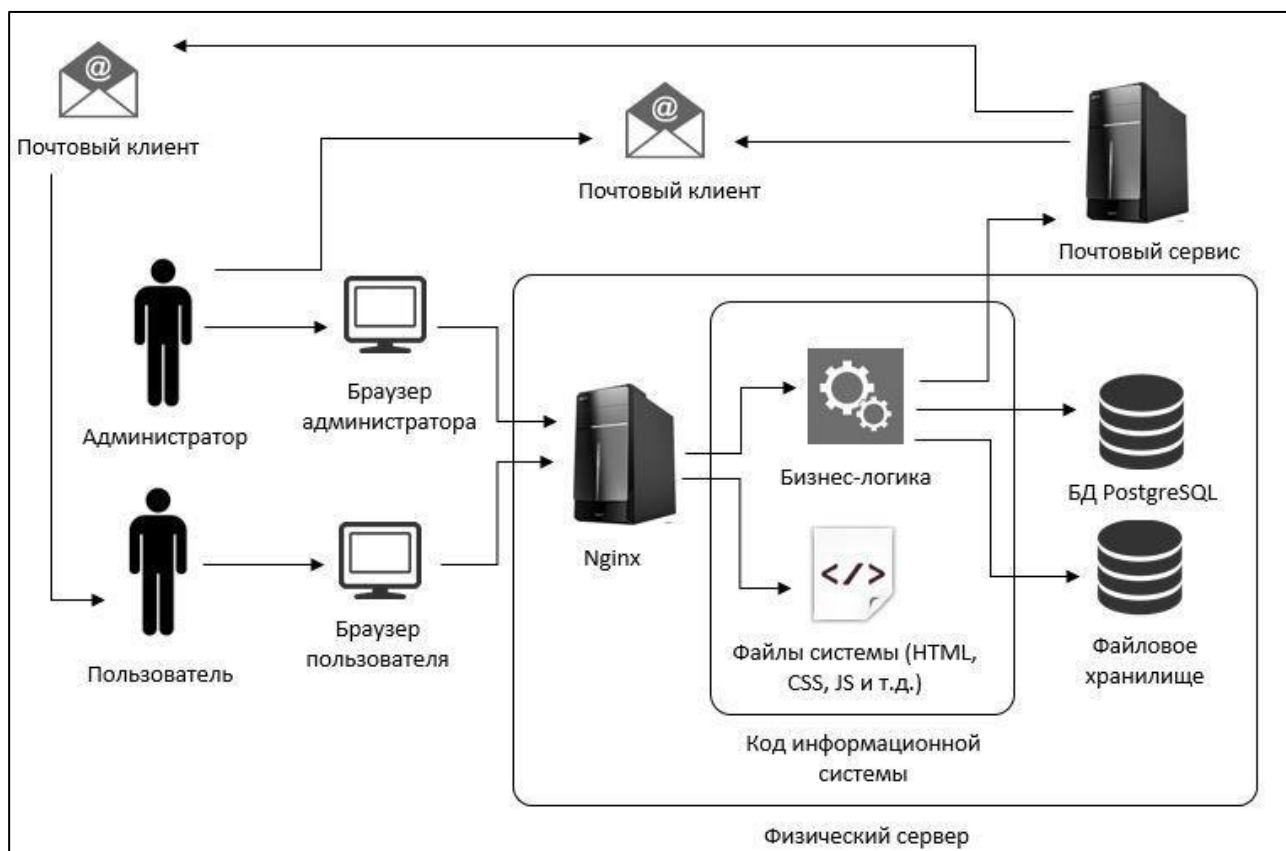 @
Почтовый клиент
@
Почтовый клиент
Почтовый сервис
Администратор
Браузер
администратора
Nginx
Бизнес-логика
БД PostgreSQL
Пользователь
Браузер
пользователя
</>
Файлы системы (HTML,
CSS, JS и т.д.)
Файловое
хранилище
Код информационной
системы
Физический сервер